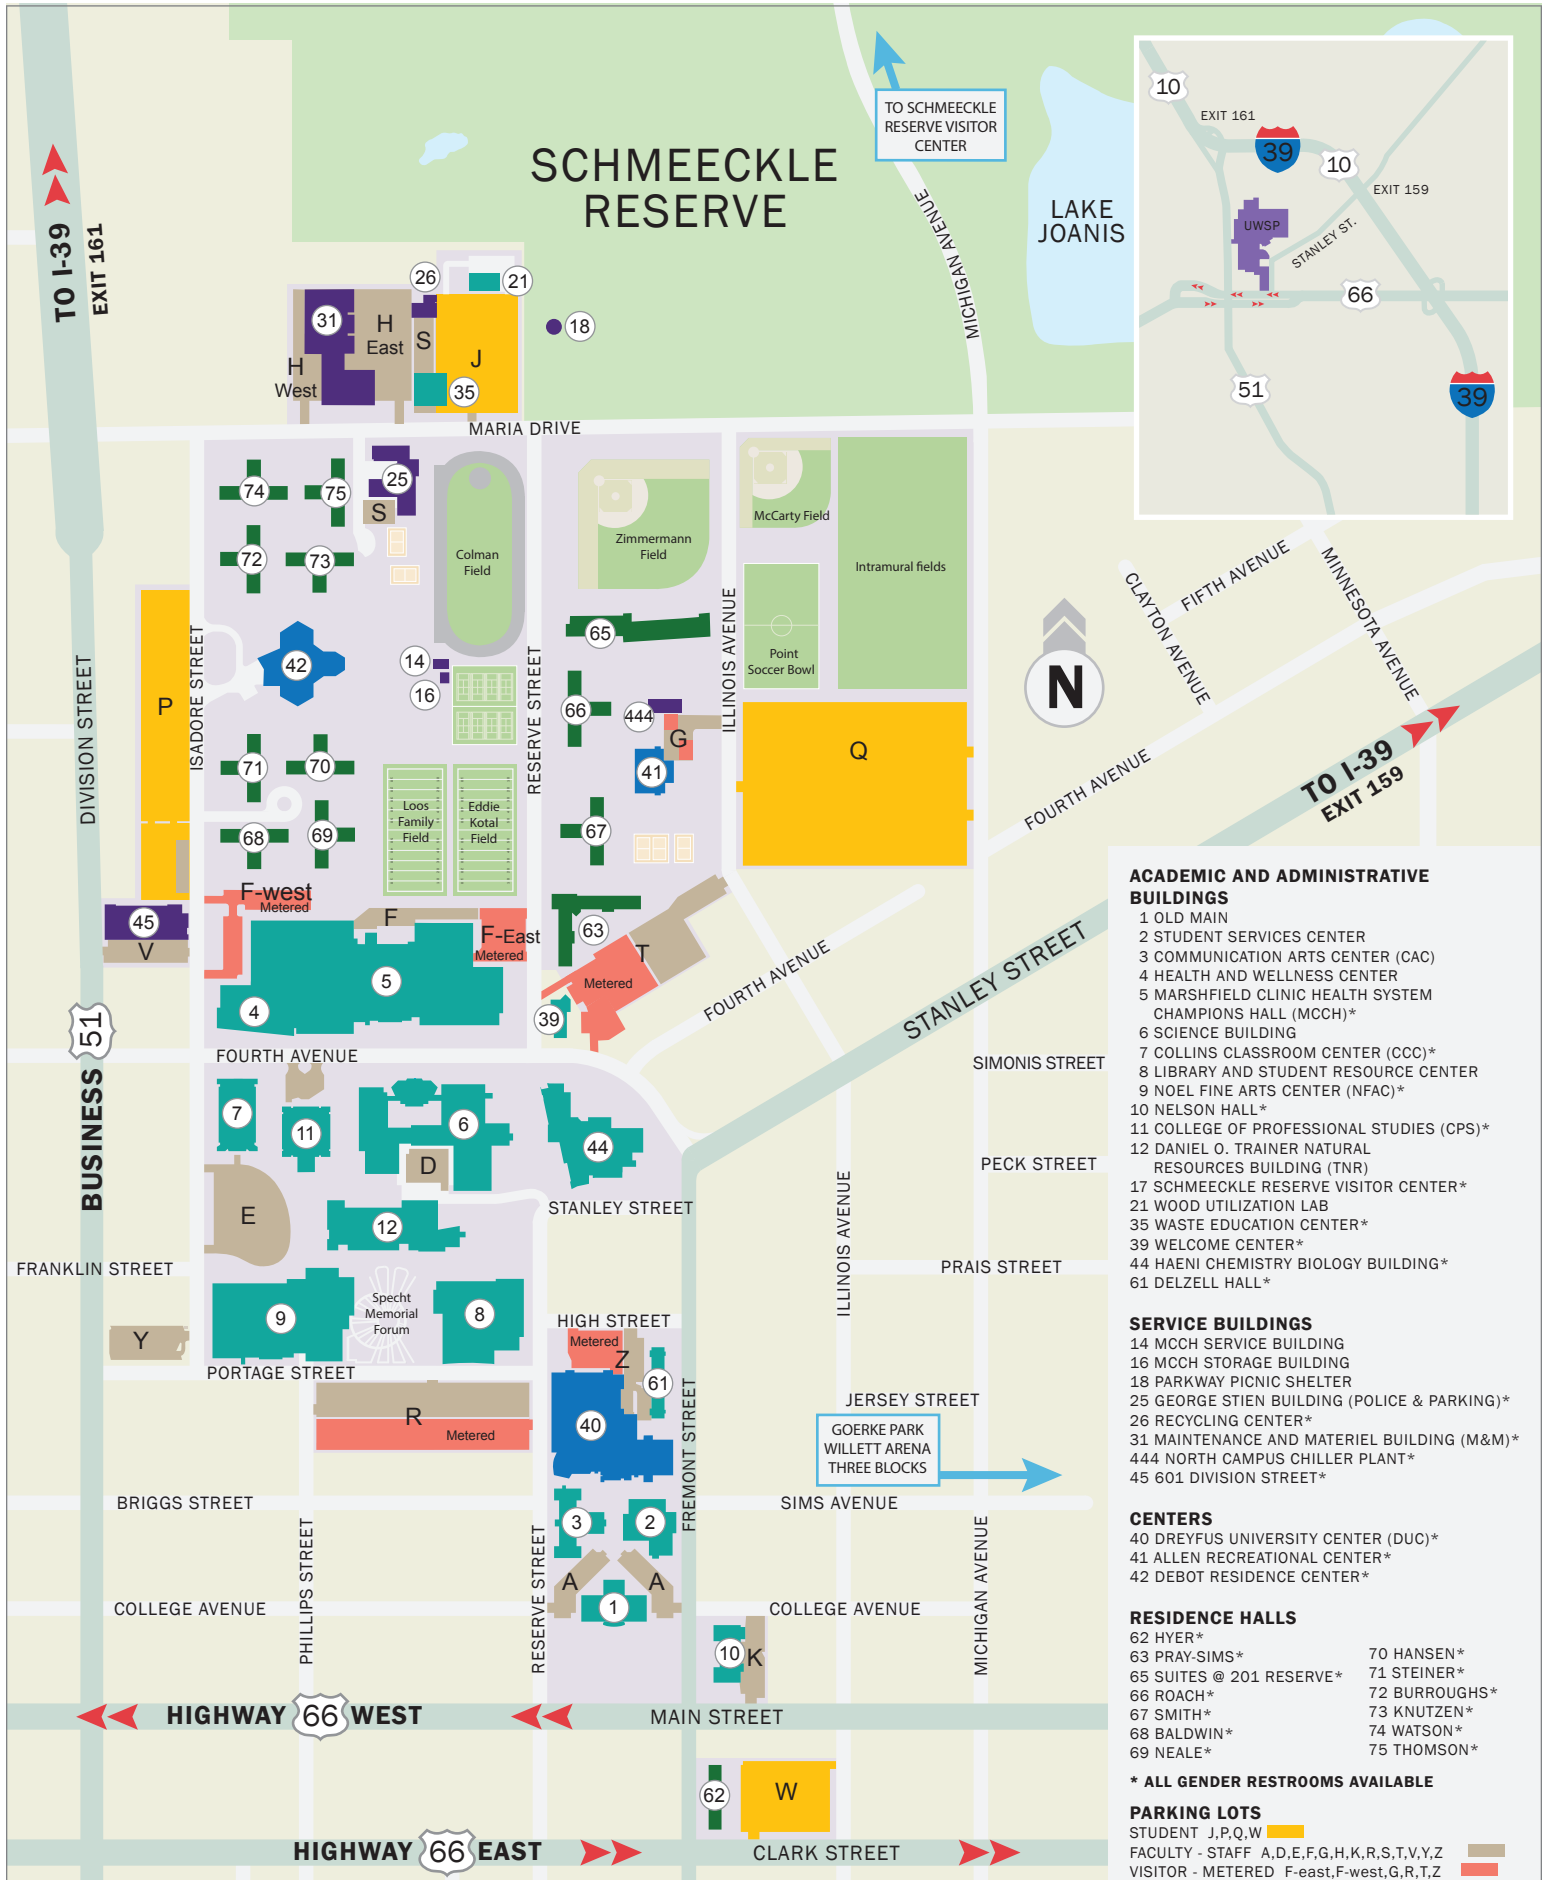 TO SCHMEECKLE
RESERVE VISITOR
CENTER
SCHMEECKLE
RESERVE
LAKE
JOANIS
MICHIGAN AVENUE
10
EXIT 161
39
10
EXIT 159
UWSP
STANLEY ST.
66
51
39
TO I-39
EXIT 161
26
21
31
H
East
S
J
18
H
West
35
MARIA DRIVE
74
75
25
S
72
73
Colman
Field
Zimmermann
Field
McCarty Field
Intramural fields
Point
Soccer Bowl
65
42
14
16
66
444
G
41
P
Q
N
DIVISION STREET
ISADORE STREET
RESERVE STREET
ILLINOIS AVENUE
CLAYTON AVENUE
FIFTH AVENUE
MINNESOTA AVENUE
FOURTH AVENUE
TO I-39
EXIT 159
71
70
68
69
Loos
Family
Field
Eddie
Kotal
Field
67
F-west
Metered
45
V
F
F-East
Metered
63
T
Metered
5
4
39
FOURTH AVENUE
STANLEY STREET
BUSINESS 51
FOURTH AVENUE
SIMONIS STREET
7
11
6
44
D
PECK STREET
E
12
STANLEY STREET
ILLINOIS AVENUE
FRANKLIN STREET
PRAIS STREET
9
Specht
Memorial
Forum
8
HIGH STREET
Metered
Z
61
Y
PORTAGE STREET
R
Metered
40
FREMONT STREET
JERSEY STREET
GOERKE PARK
WILLETT ARENA
THREE BLOCKS
BRIGGS STREET
SIMS AVENUE
3
2
PHILLIPS STREET
RESERVE STREET
MICHIGAN AVENUE
A
A
1
COLLEGE AVENUE
COLLEGE AVENUE
10
K
HIGHWAY 66 WEST
MAIN STREET
62
W
HIGHWAY 66 EAST
CLARK STREET
ACADEMIC AND ADMINISTRATIVE
BUILDINGS
1 OLD MAIN
2 STUDENT SERVICES CENTER
3 COMMUNICATION ARTS CENTER (CAC)
4 HEALTH AND WELLNESS CENTER
5 MARSHFIELD CLINIC HEALTH SYSTEM
CHAMPIONS HALL (MCCH)*
6 SCIENCE BUILDING
7 COLLINS CLASSROOM CENTER (CCC)*
8 LIBRARY AND STUDENT RESOURCE CENTER
9 NOEL FINE ARTS CENTER (NFAC)*
10 NELSON HALL*
11 COLLEGE OF PROFESSIONAL STUDIES (CPS)*
12 DANIEL O. TRAINER NATURAL
RESOURCES BUILDING (TNR)
17 SCHMEECKLE RESERVE VISITOR CENTER*
21 WOOD UTILIZATION LAB
35 WASTE EDUCATION CENTER*
39 WELCOME CENTER*
44 HAENI CHEMISTRY BIOLOGY BUILDING*
61 DELZELL HALL*
SERVICE BUILDINGS
14 MCCH SERVICE BUILDING
16 MCCH STORAGE BUILDING
18 PARKWAY PICNIC SHELTER
25 GEORGE STIEN BUILDING (POLICE & PARKING)*
26 RECYCLING CENTER*
31 MAINTENANCE AND MATERIEL BUILDING (M&M)*
444 NORTH CAMPUS CHILLER PLANT*
45 601 DIVISION STREET*
CENTERS
40 DREYFUS UNIVERSITY CENTER (DUC)*
41 ALLEN RECREATIONAL CENTER*
42 DEBOT RESIDENCE CENTER*
RESIDENCE HALLS
62 HYER*
63 PRAY-SIMS*
65 SUITES @ 201 RESERVE*
66 ROACH*
67 SMITH*
68 BALDWIN*
69 NEALE*
70 HANSEN*
71 STEINER*
72 BURROUGHS*
73 KNUTZEN*
74 WATSON*
75 THOMSON*
* ALL GENDER RESTROOMS AVAILABLE
PARKING LOTS
STUDENT J,P,Q,W
FACULTY - STAFF A,D,E,F,G,H,K,R,S,T,V,Y,Z
VISITOR - METERED F-east,F-west,G,R,T,Z